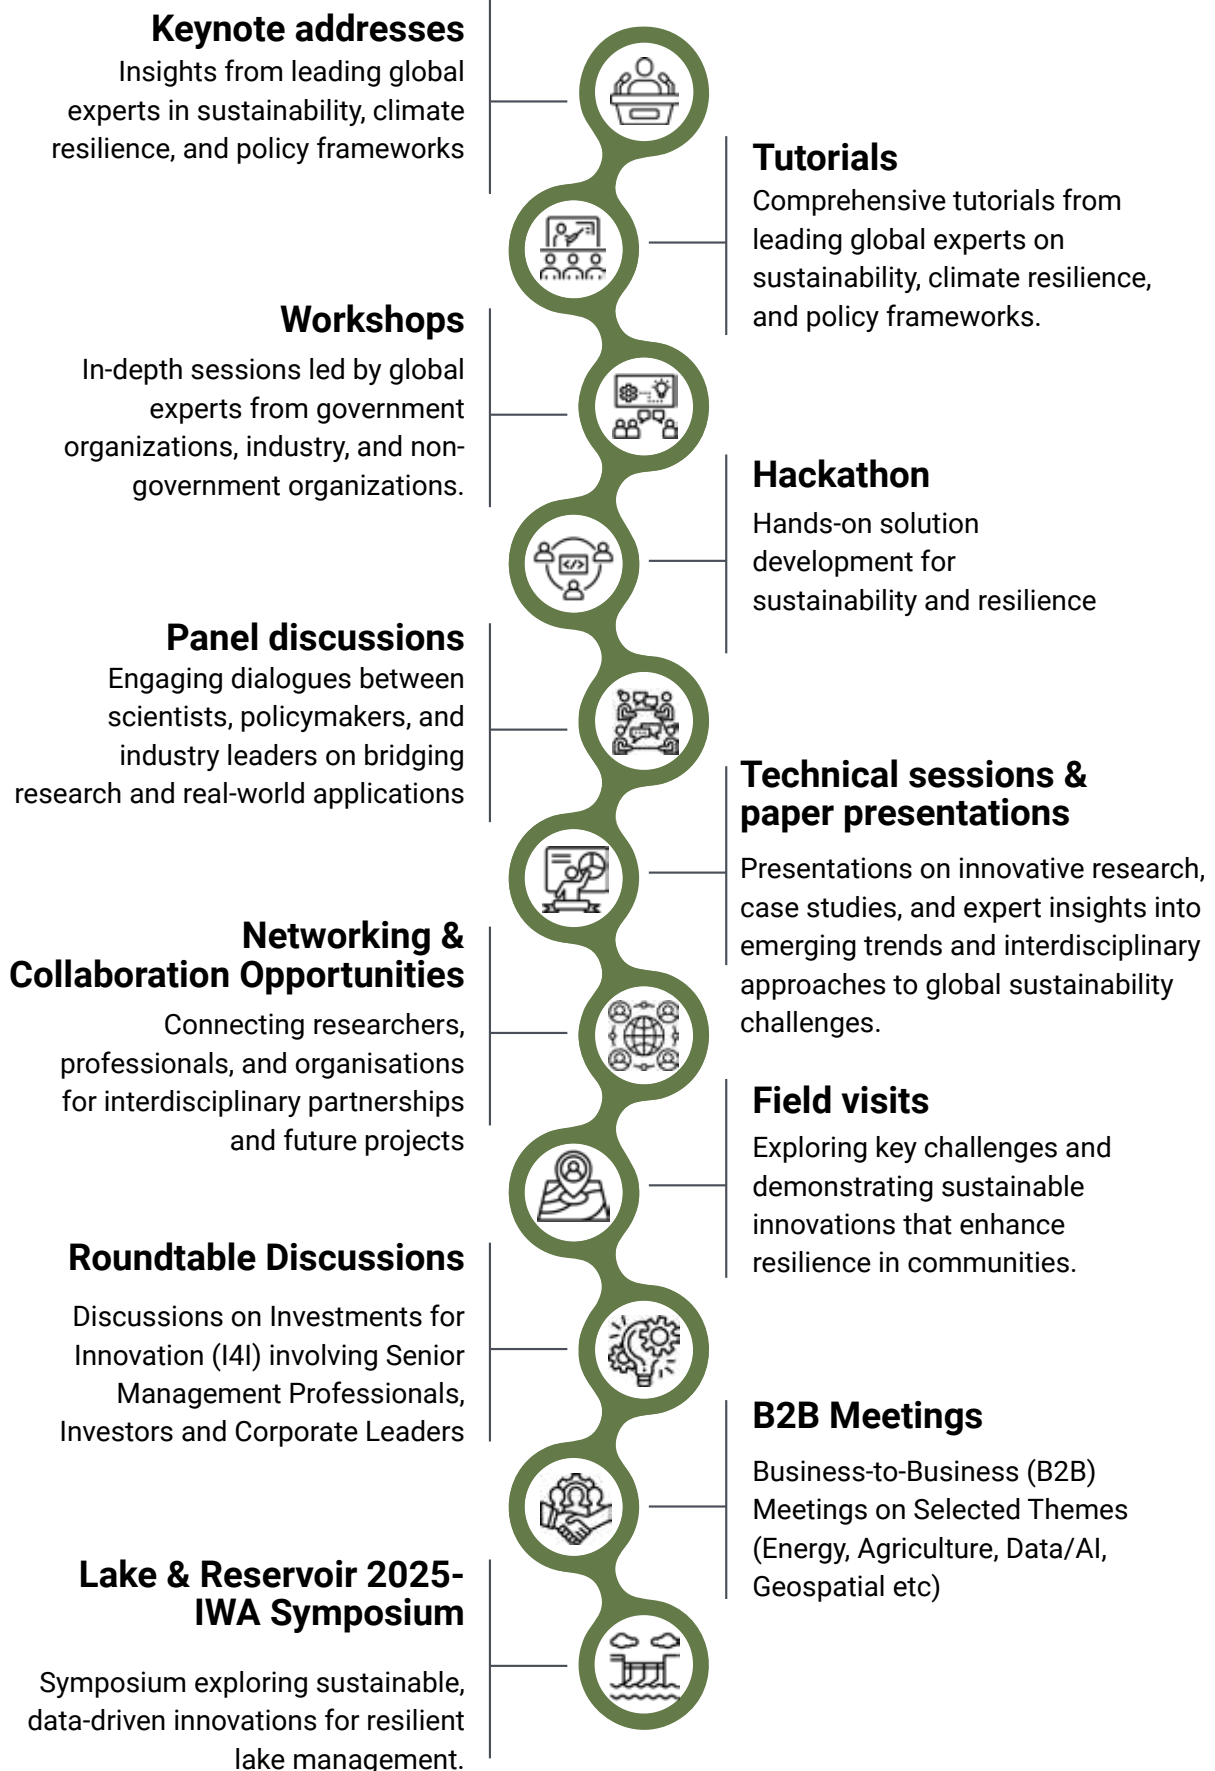 Keynote addresses
Insights from leading global
experts in sustainability, climate
resilience, and policy frameworks
Tutorials
Comprehensive tutorials from
leading global experts on
sustainability, climate resilience,
and policy frameworks.
Workshops
In-depth sessions led by global
experts from government
organizations, industry, and non-
government organizations.
Hackathon
Hands-on solution
development for
sustainability and resilience
Panel discussions
Engaging dialogues between
scientists, policymakers, and
industry leaders on bridging
research and real-world applications
Technical sessions &
paper presentations
Presentations on innovative research,
case studies, and expert insights into
emerging trends and interdisciplinary
approaches to global sustainability
challenges.
Networking &
Collaboration Opportunities
Connecting researchers,
professionals, and organisations
for interdisciplinary partnerships
and future projects
Field visits
Exploring key challenges and
demonstrating sustainable
innovations that enhance
resilience in communities.
Roundtable Discussions
Discussions on Investments for
Innovation (I4I) involving Senior
Management Professionals,
Investors and Corporate Leaders
B2B Meetings
Business-to-Business (B2B)
Meetings on Selected Themes
(Energy, Agriculture, Data/AI,
Geospatial etc)
Lake & Reservoir 2025-
IWA Symposium
Symposium exploring sustainable,
data-driven innovations for resilient
lake management.